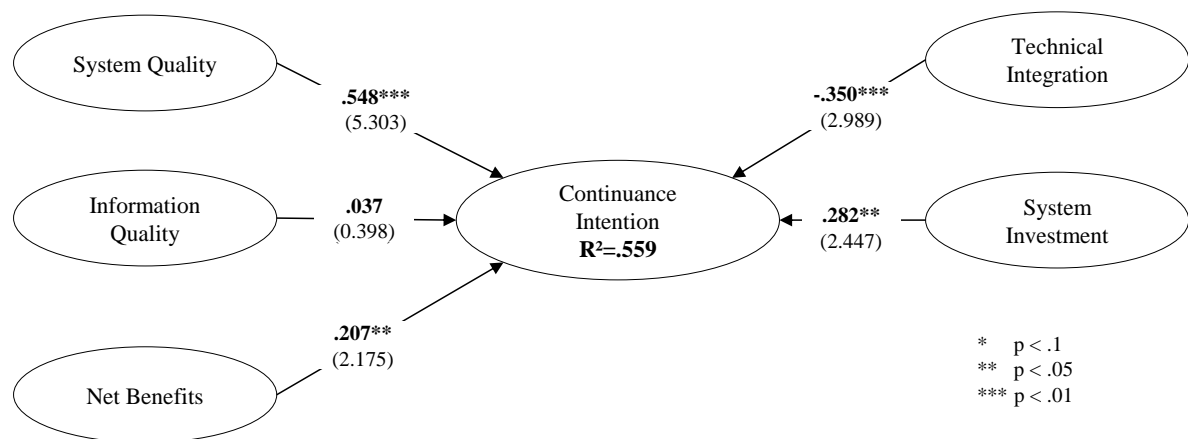 System Quality
.548***
(5.303)
Technical
Integration
-.350***
(2.989)
Information
Quality
.037
(0.398)
Continuance
Intention
R²=.559
.282**
(2.447)
System
Investment
.207**
(2.175)
Net Benefits
* p < .1
** p < .05
*** p < .01